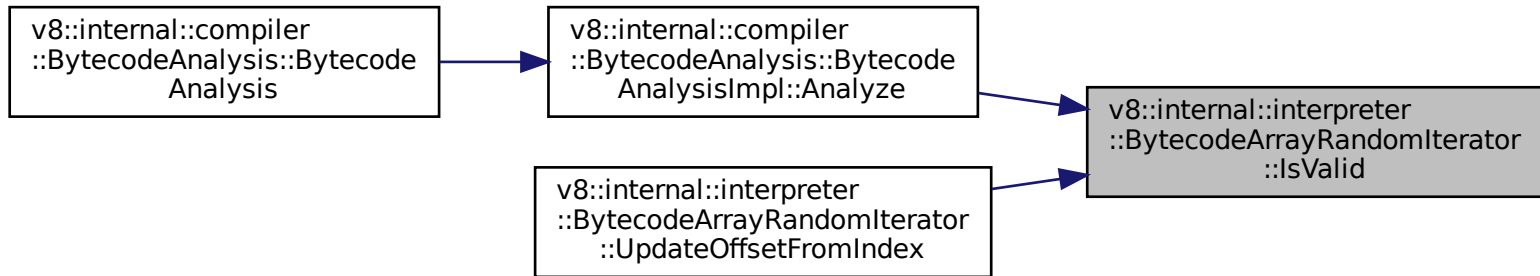 v8::internal::compiler
::BytecodeAnalysis::Bytecode
Analysis
v8::internal::compiler
::BytecodeAnalysis::Bytecode
AnalysisImpl::Analyze
v8::internal::interpreter
::BytecodeArrayRandomIterator
::IsValid
v8::internal::interpreter
::BytecodeArrayRandomIterator
::UpdateOffsetFromIndex